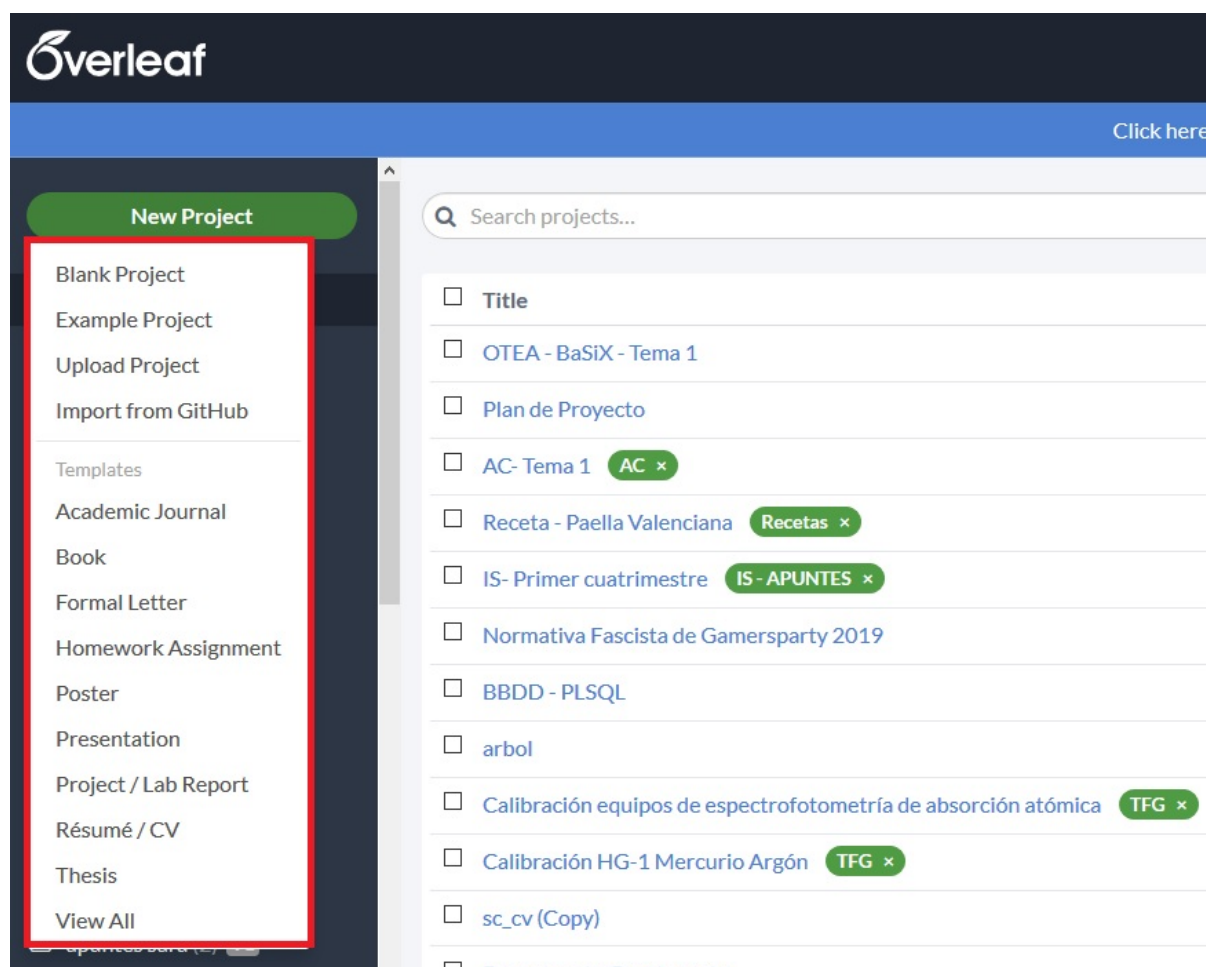 Overleaf
Click here
New Project
Search projects...
Blank Project
Example Project
Upload Project
Import from GitHub
Templates
Academic Journal
Book
Formal Letter
Homework Assignment
Poster
Presentation
Project / Lab Report
Résumé / CV
Thesis
View All
Title
OTEA - BaSiX - Tema 1
Plan de Proyecto
AC- Tema 1 AC ×
Receta - Paella Valenciana Recetas ×
IS- Primer cuatrimestre IS - APUNTES ×
Normativa Fascista de Gamersparty 2019
BBDD - PLSQL
arbol
Calibración equipos de espectrofotometría de absorción atómica TFG ×
Calibración HG-1 Mercurio Argón TFG ×
sc_cv (Copy)